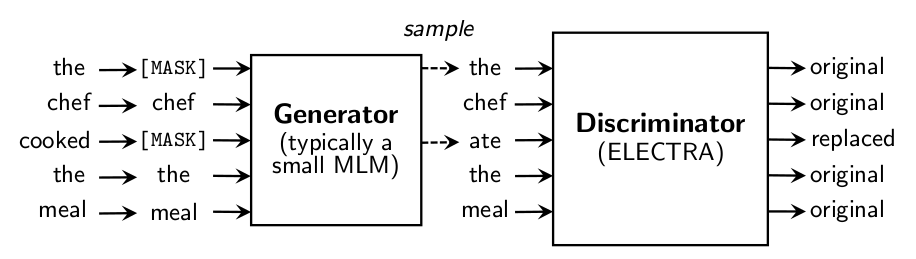 sample
the [MASK] the original
chef chef chef original
cooked [MASK] ate replaced
the the the original
meal meal meal original
Generator
(typically a
small MLM)
Discriminator
(ELECTRA)